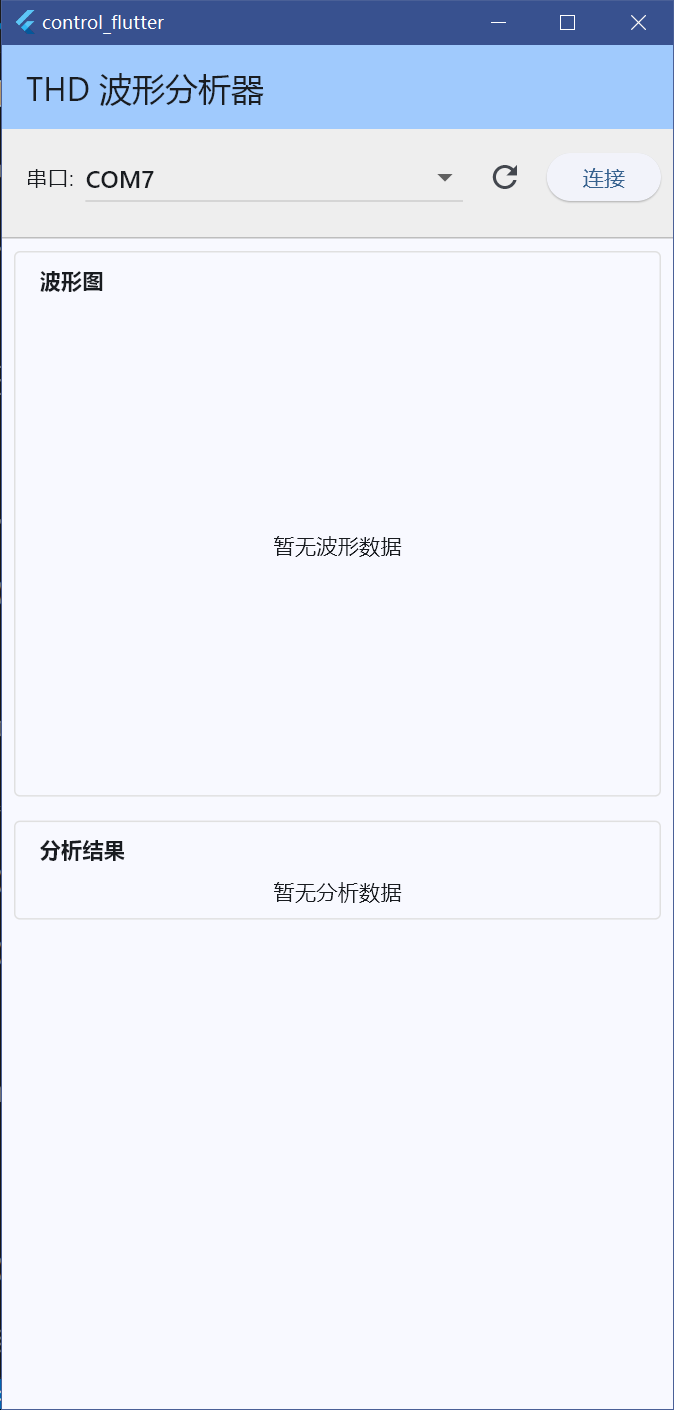 control_flutter
THD 波形分析器
串口: COM7 连接
波形图
暂无波形数据
分析结果
暂无分析数据